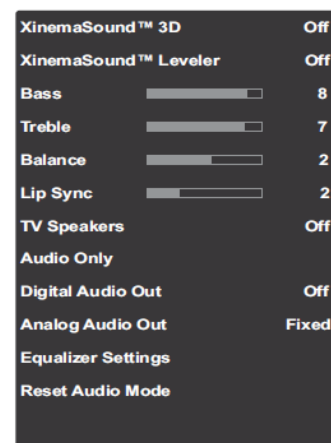 XinemaSound™ 3D Off
XinemaSound™ Leveler Off
Bass 8
Treble 7
Balance 2
Lip Sync 2
TV Speakers Off
Audio Only
Digital Audio Out Off
Analog Audio Out Fixed
Equalizer Settings
Reset Audio Mode